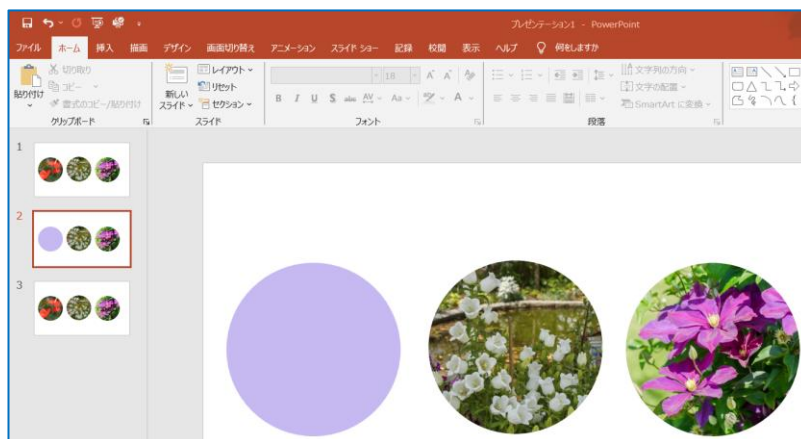 プレゼンテーション1 - PowerPoint
ファイル ホーム 挿入 描画 デザイン 画面切り替え アニメーション スライド ショー 記録 校閲 表示 ヘルプ 何をしますか
貼り付け
切り取り
コピー
書式のコピー/貼り付け
クリップボード
新しい
スライド
レイアウト
リセット
セクション
スライド
18
A A
B I U S abc AV Aa A
フォント
文字列の方向
文字の配置
SmartArt に変換
段落
1
2
3